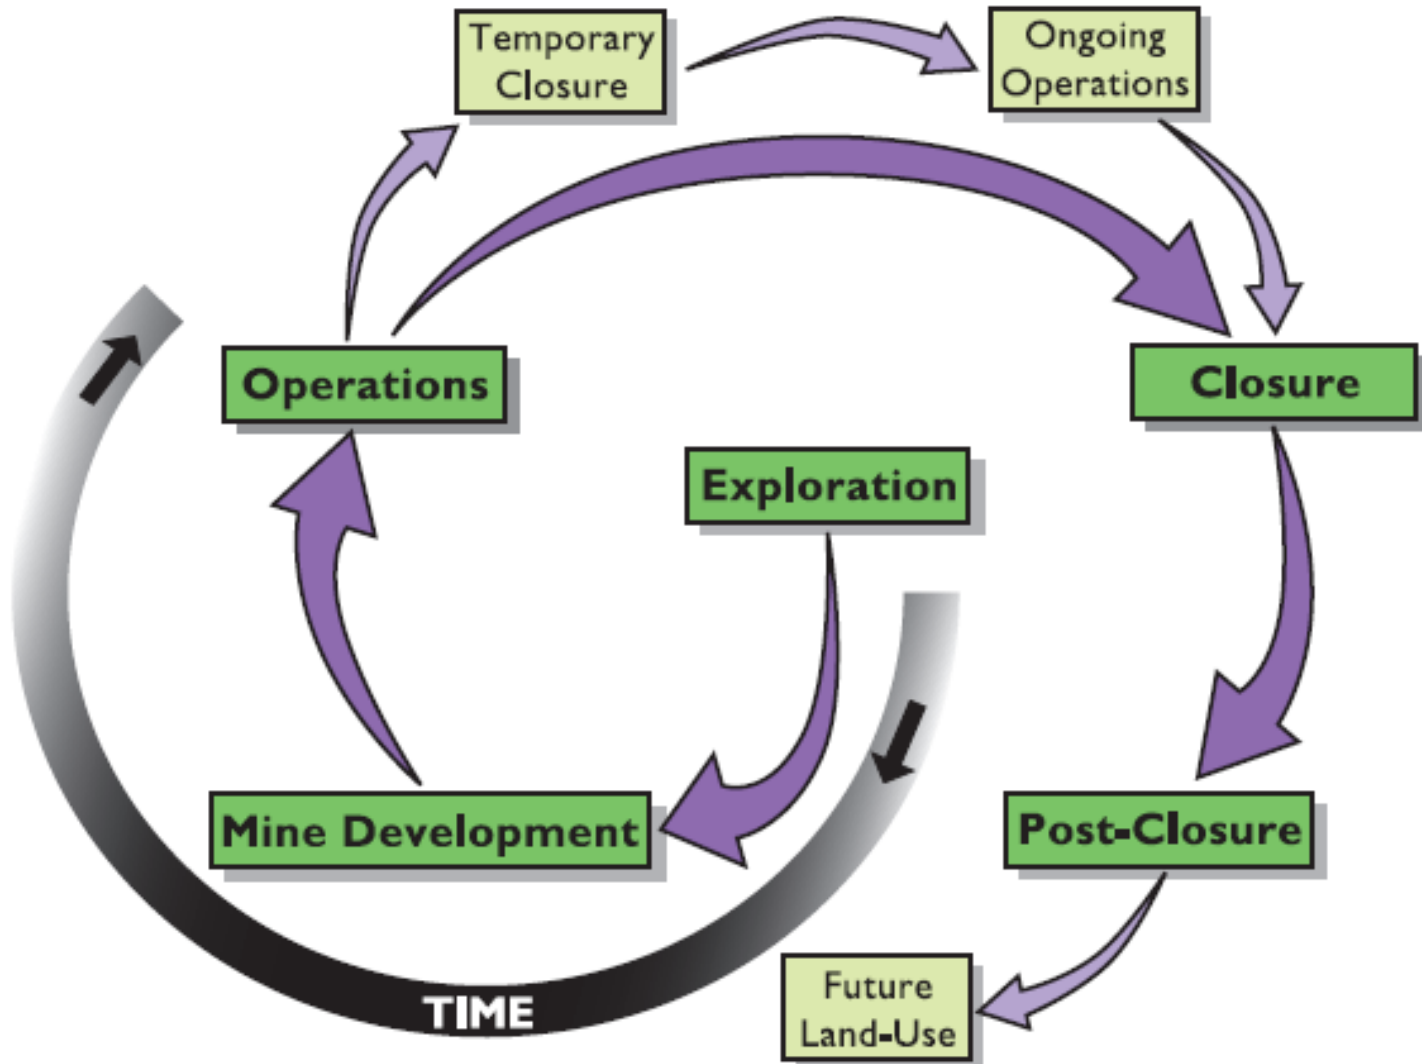 Temporary
Closure
Ongoing
Operations
Operations
Closure
Exploration
Mine Development
Post-Closure
Future
Land-Use
TIME